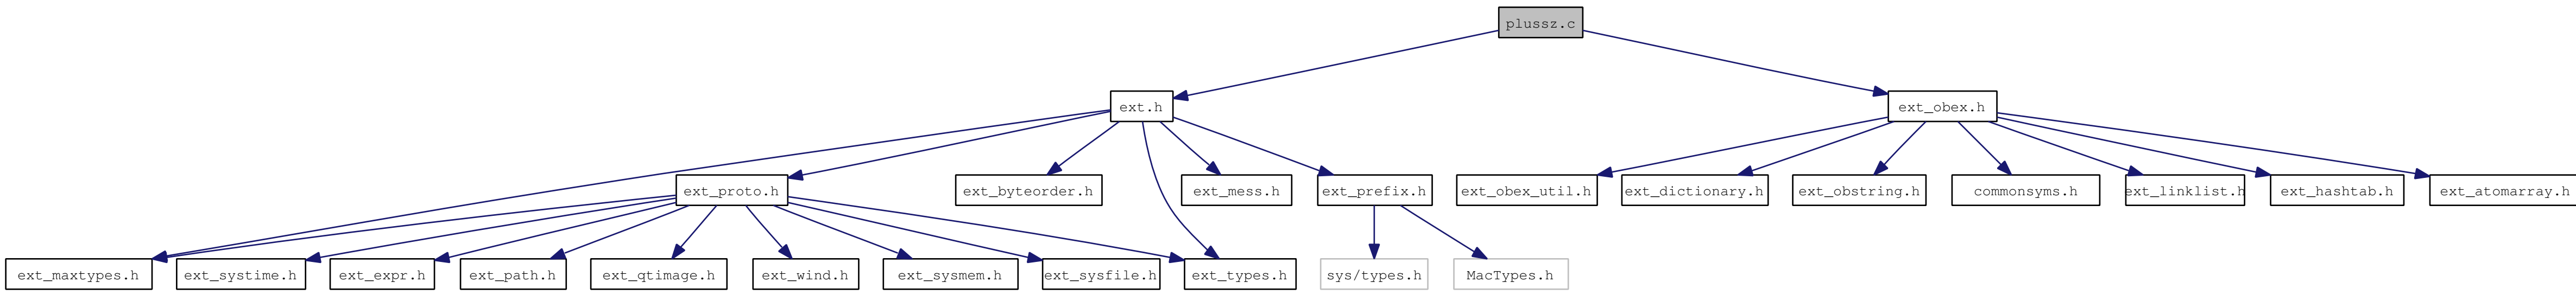 plussz.c
ext.h
ext_obex.h
ext_proto.h
ext_byteorder.h
ext_mess.h
ext_prefix.h
ext_obex_util.h
ext_dictionary.h
ext_obstring.h
commonsyms.h
ext_linklist.h
ext_hashtab.h
ext_atomarray.h
ext_maxtypes.h
ext_systime.h
ext_expr.h
ext_path.h
ext_qtimage.h
ext_wind.h
ext_sysmem.h
ext_sysfile.h
ext_types.h
sys/types.h
MacTypes.h